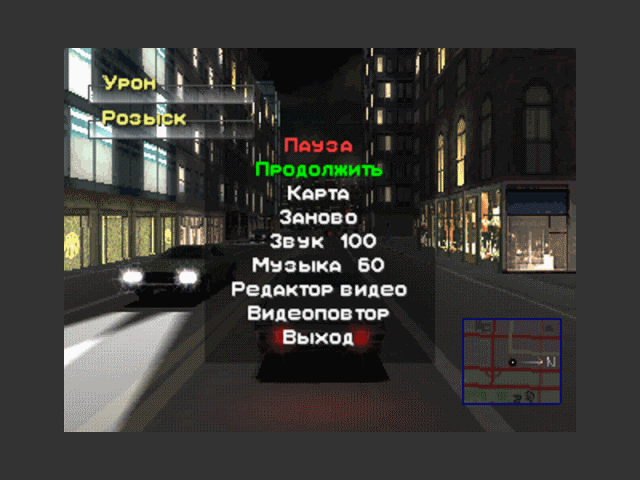 Урон
Розыск
Пауза
Продолжить
Карта
Заново
Звук 100
Музыка 60
Редактор видео
Видеоповтор
Выход
N